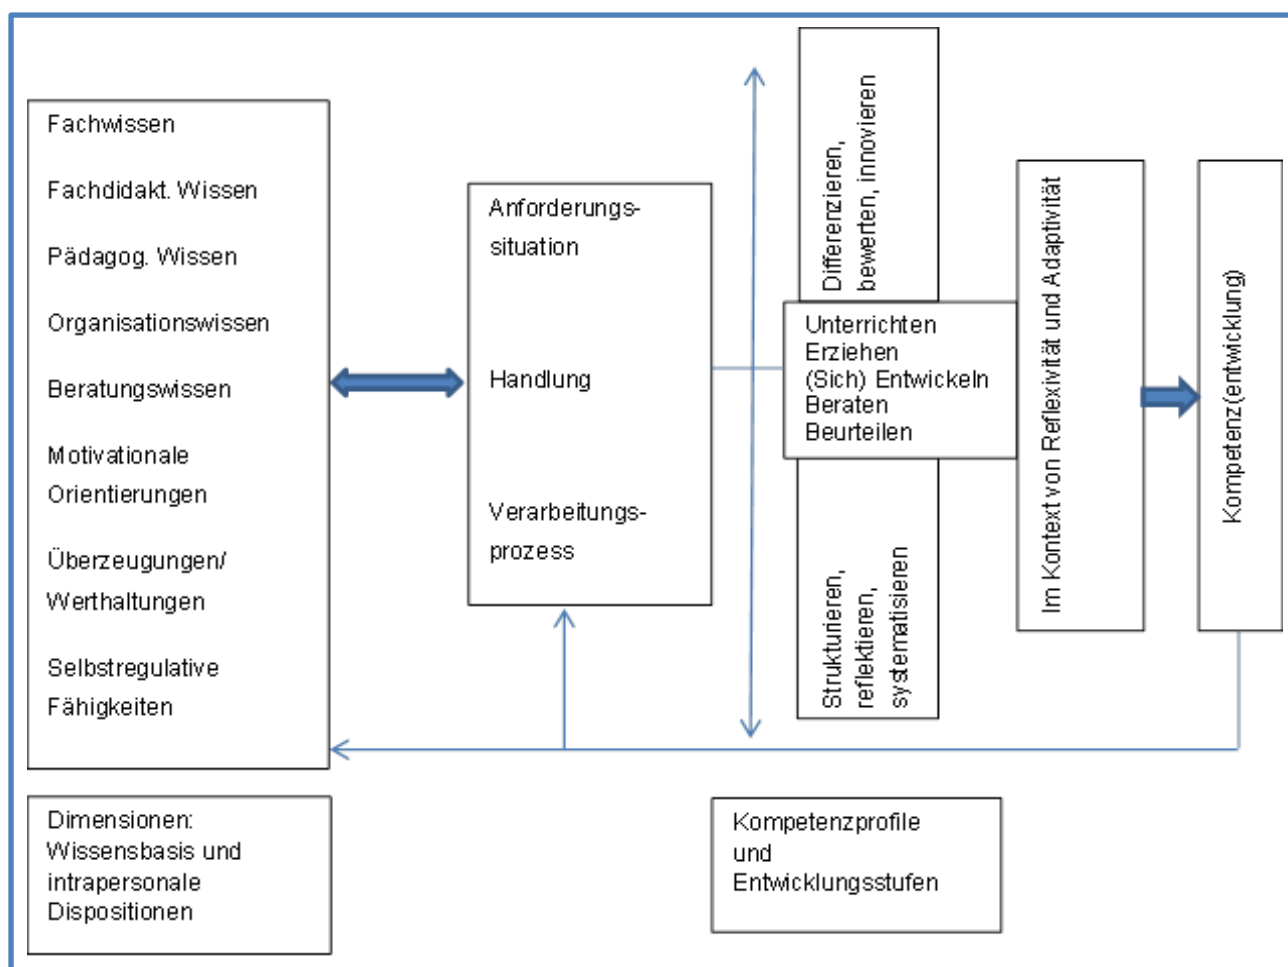 Fachwissen
Fachdidakt. Wissen
Pädagog. Wissen
Organisationswissen
Beratungswissen
Motivationale
Orientierungen
Überzeugungen/
Werthaltungen
Selbstregulative
Fähigkeiten
Anforderungs-
situation
Handlung
Verarbeitungs-
prozess
Differenzieren,
bewerten, innovieren
Unterrichten
Erziehen
(Sich) Entwickeln
Beraten
Beurteilen
Strukturieren,
reflektieren,
systematisieren
Im Kontext von Reflexivität und Adaptivität
Kompetenz(entwicklung)
Dimensionen:
Wissensbasis und
intrapersonale
Dispositionen
Kompetenzprofile
und
Entwicklungsstufen